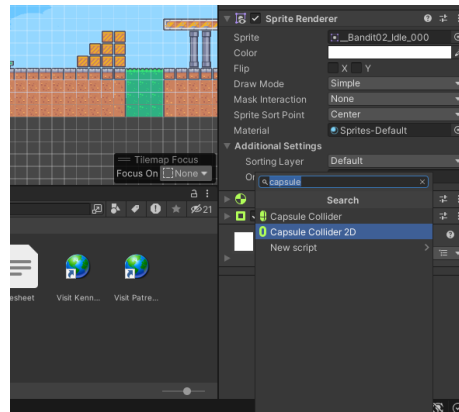 Sprite Renderer
Sprite
__Bandit02_Idle_000
Color
Flip
X
Y
Draw Mode
Simple
Mask Interaction
None
Sprite Sort Point
Center
Material
Sprites-Default
Additional Settings
Sorting Layer
Default
Tilemap Focus
Focus On
None
21
capsule
Search
Capsule Collider
Capsule Collider 2D
New script
esheet
Visit Kenn...
Visit Patre...